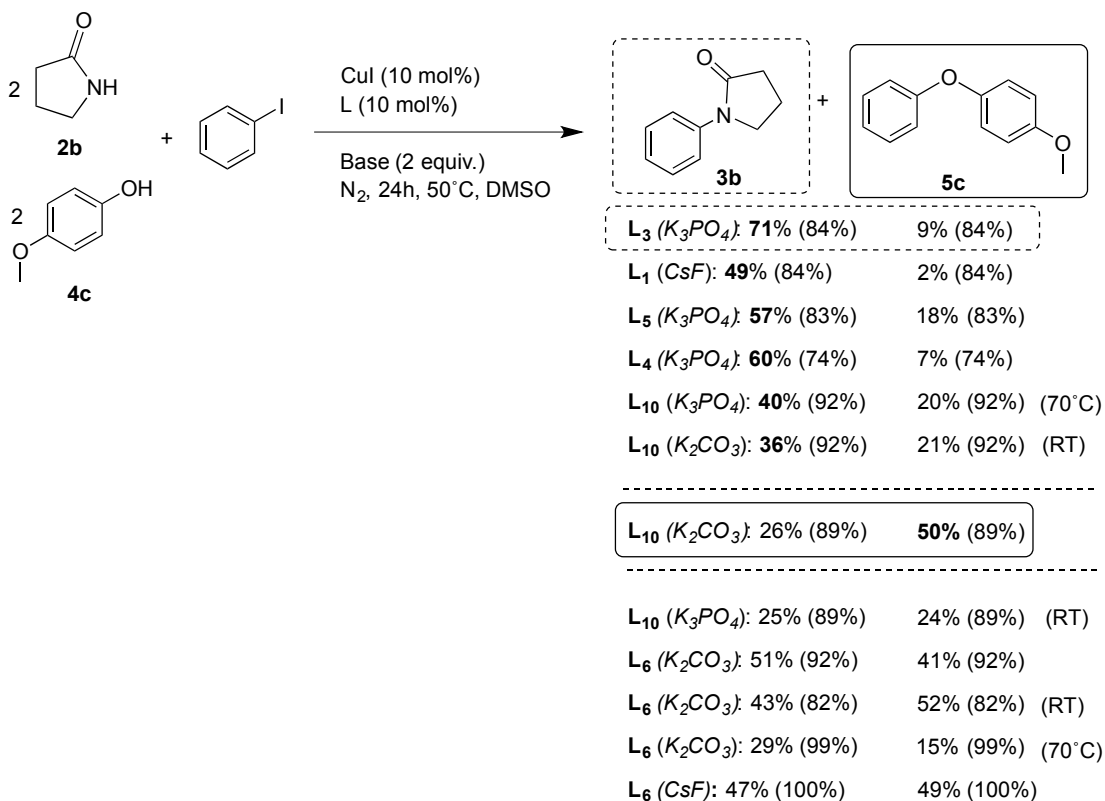 O
2
NH
2b
+
I
2
OH
O
4c
CuI (10 mol%)
L (10 mol%)
Base (2 equiv.)
N₂, 24h, 50˚C, DMSO
O
N
3b
+
O
O
5c
L₃ (K₃PO₄): 71% (84%) 9% (84%)
L₁ (CsF): 49% (84%) 2% (84%)
L₅ (K₃PO₄): 57% (83%) 18% (83%)
L₄ (K₃PO₄): 60% (74%) 7% (74%)
L₁₀ (K₃PO₄): 40% (92%) 20% (92%) (70˚C)
L₁₀ (K₂CO₃): 36% (92%) 21% (92%) (RT)
L₁₀ (K₂CO₃): 26% (89%) 50% (89%)
L₁₀ (K₃PO₄): 25% (89%) 24% (89%) (RT)
L₆ (K₂CO₃): 51% (92%) 41% (92%)
L₆ (K₂CO₃): 43% (82%) 52% (82%) (RT)
L₆ (K₂CO₃): 29% (99%) 15% (99%) (70˚C)
L₆ (CsF): 47% (100%) 49% (100%)